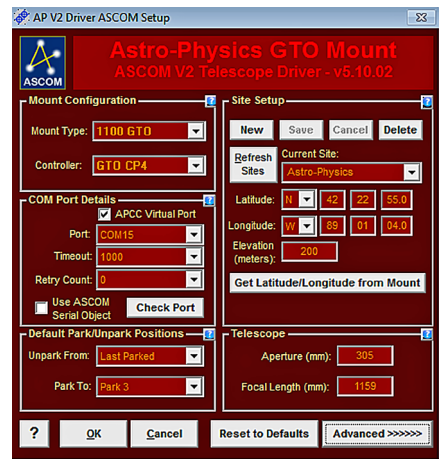 AP V2 Driver ASCOM Setup
ASCOM
Astro-Physics GTO Mount
ASCOM V2 Telescope Driver - v5.10.02
Mount Configuration
?
Mount Type: 1100 GTO
Controller: GTO CP4
COM Port Details
?
APCC Virtual Port
Port: COM15
Timeout: 1000
Retry Count: 0
Use ASCOM
Serial Object
Check Port
Default Park/Unpark Positions
?
Unpark From: Last Parked
Park To: Park 3
Site Setup
?
New Save Cancel Delete
Refresh
Sites
Current Site:
Astro-Physics
Latitude: N 42 22 55.0
Longitude: W 89 01 04.0
Elevation
(meters): 200
Get Latitude/Longitude from Mount
Telescope
?
Aperture (mm): 305
Focal Length (mm): 1159
? OK Cancel Reset to Defaults Advanced >>>>>>